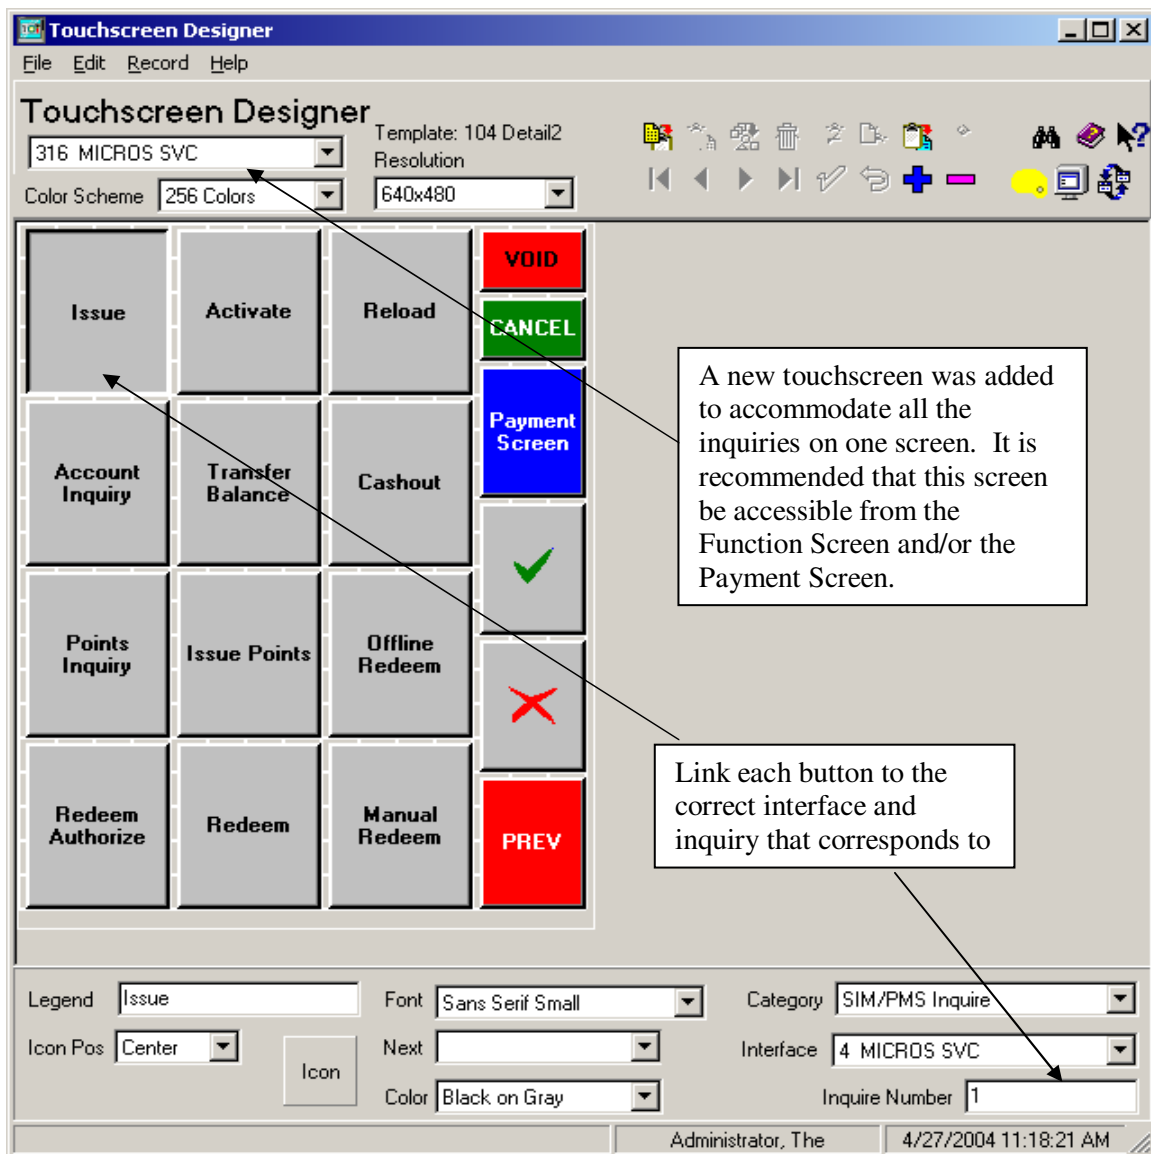 Touchscreen Designer
File Edit Record Help
Touchscreen Designer
316 MICROS SVC
Template: 104 Detail2
Resolution
Color Scheme 256 Colors
640x480
Issue
Activate
Reload
VOID
CANCEL
Payment
Screen
Account
Inquiry
Transfer
Balance
Cashout
Points
Inquiry
Issue Points
Offline
Redeem
Redeem
Authorize
Redeem
Manual
Redeem
PREV
A new touchscreen was added
to accommodate all the
inquiries on one screen. It is
recommended that this screen
be accessible from the
Function Screen and/or the
Payment Screen.
Link each button to the
correct interface and
inquiry that corresponds to
Legend Issue
Font Sans Serif Small
Category SIM/PMS Inquire
Icon Pos Center
Icon
Next
Interface 4 MICROS SVC
Color Black on Gray
Inquire Number 1
Administrator, The
4/27/2004 11:18:21 AM